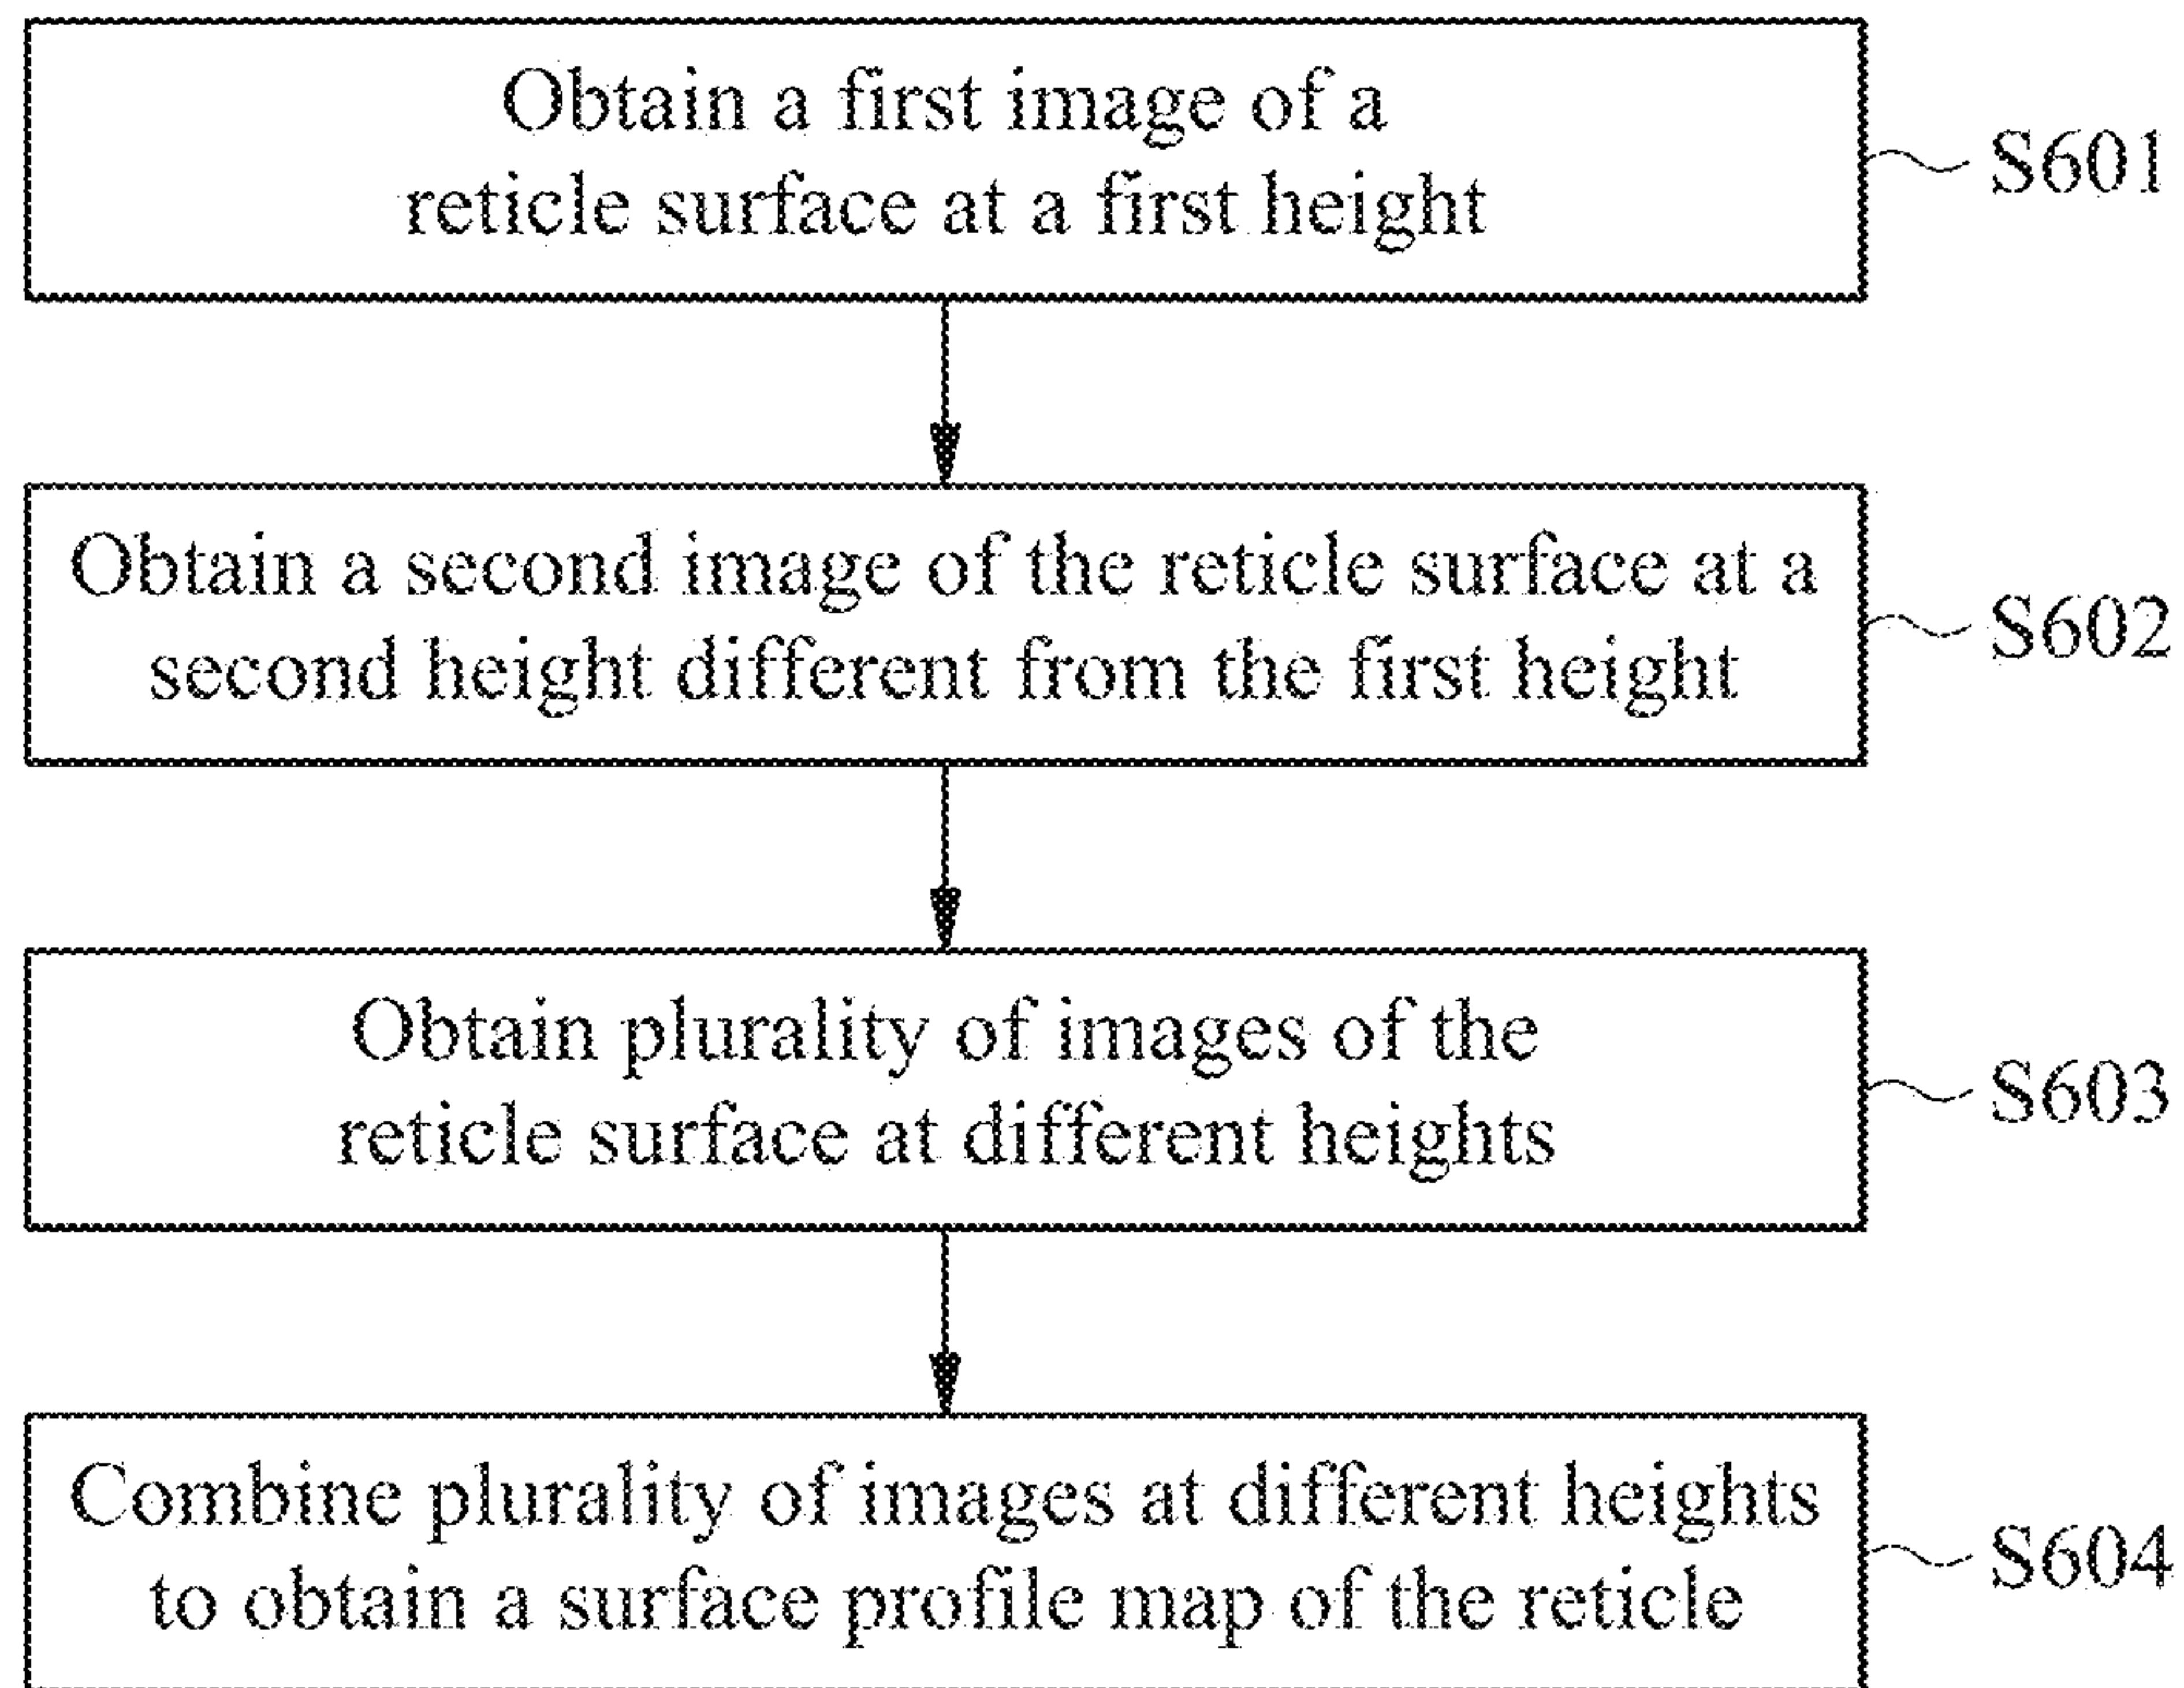 Obtain a first image of a
reticle surface at a first height
S601
Obtain a second image of the reticle surface at a
second height different from the first height
S602
Obtain plurality of images of the
reticle surface at different heights
S603
Combine plurality of images at different heights
to obtain a surface profile map of the reticle
S604